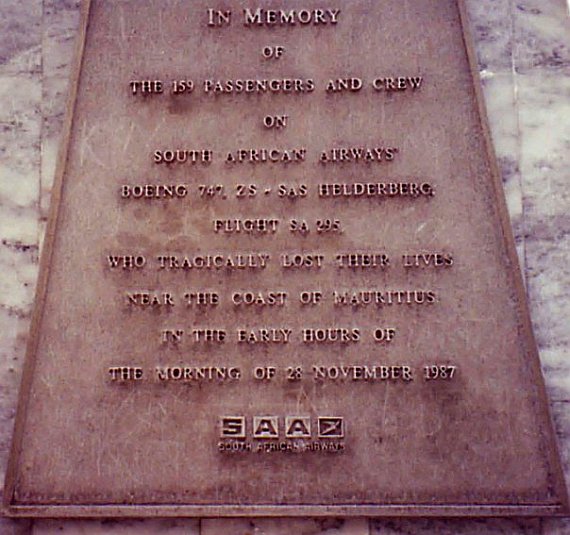 IN MEMORY
OF
THE 159 PASSENGERS AND CREW
ON
SOUTH AFRICAN AIRWAYS'
BOEING 747, ZS - SAS HELDERBERG,
FLIGHT SA 295,
WHO TRAGICALLY LOST THEIR LIVES
NEAR THE COAST OF MAURITIUS
IN THE EARLY HOURS OF
THE MORNING OF 28 NOVEMBER 1987
SAA
SOUTH AFRICAN AIRWAYS